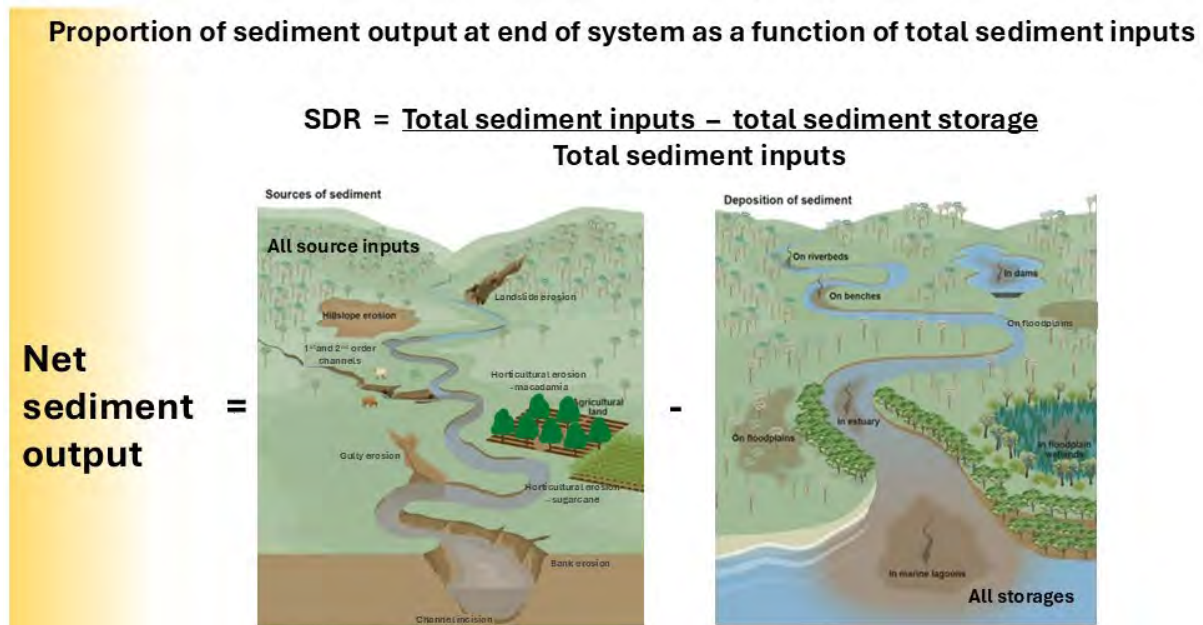 Proportion of sediment output at end of system as a function of total sediment inputs
SDR = Total sediment inputs – total sediment storage
Total sediment inputs
Net
sediment
output
=
Sources of sediment
All source inputs
Landslide erosion
Hillslope erosion
1st and 2nd order
channels
Horticultural erosion
-macadamia
Agricultural
land
Gully erosion
Horticultural erosion
- sugarcane
Bank erosion
Channel incision
-
Deposition of sediment
On riverbeds
In dams
On benches
On floodplains
In estuary
On floodplains
In floodplain
wetlands
In marine lagoons
All storages